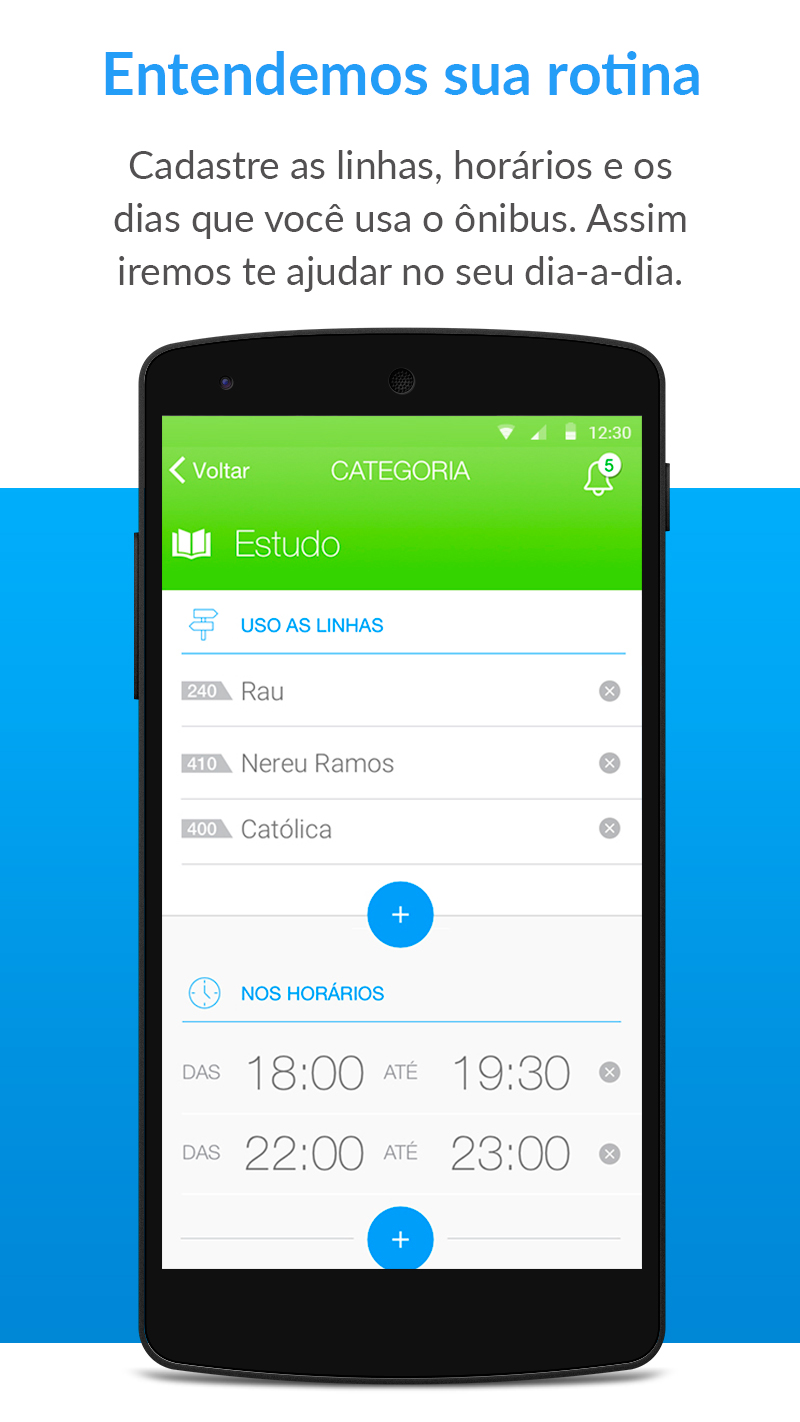 Entendemos sua rotina
Cadastre as linhas, horários e os
dias que você usa o ônibus. Assim
iremos te ajudar no seu dia-a-dia.
12:30
Voltar CATEGORIA 5
Estudo
USO AS LINHAS
240 Rau
410 Nereu Ramos
400 Católica
+
NOS HORÁRIOS
DAS 18:00 ATÉ 19:30
DAS 22:00 ATÉ 23:00
+